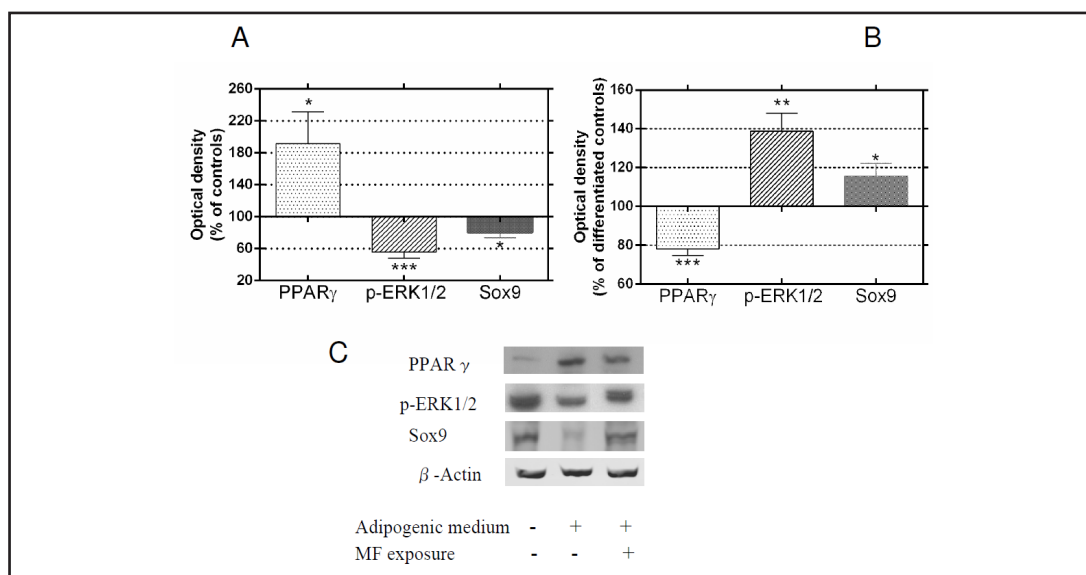 A
B
Optical density
(% of controls)
260
220
180
140
100
60
20
*
***
*
PPARγ p-ERK1/2 Sox9
Optical density
(% of differentiated controls)
160
140
120
100
80
60
***
**
*
PPARγ p-ERK1/2 Sox9
C
PPAR γ
p-ERK1/2
Sox9
β -Actin
Adipogenic medium - + +
MF exposure - - +